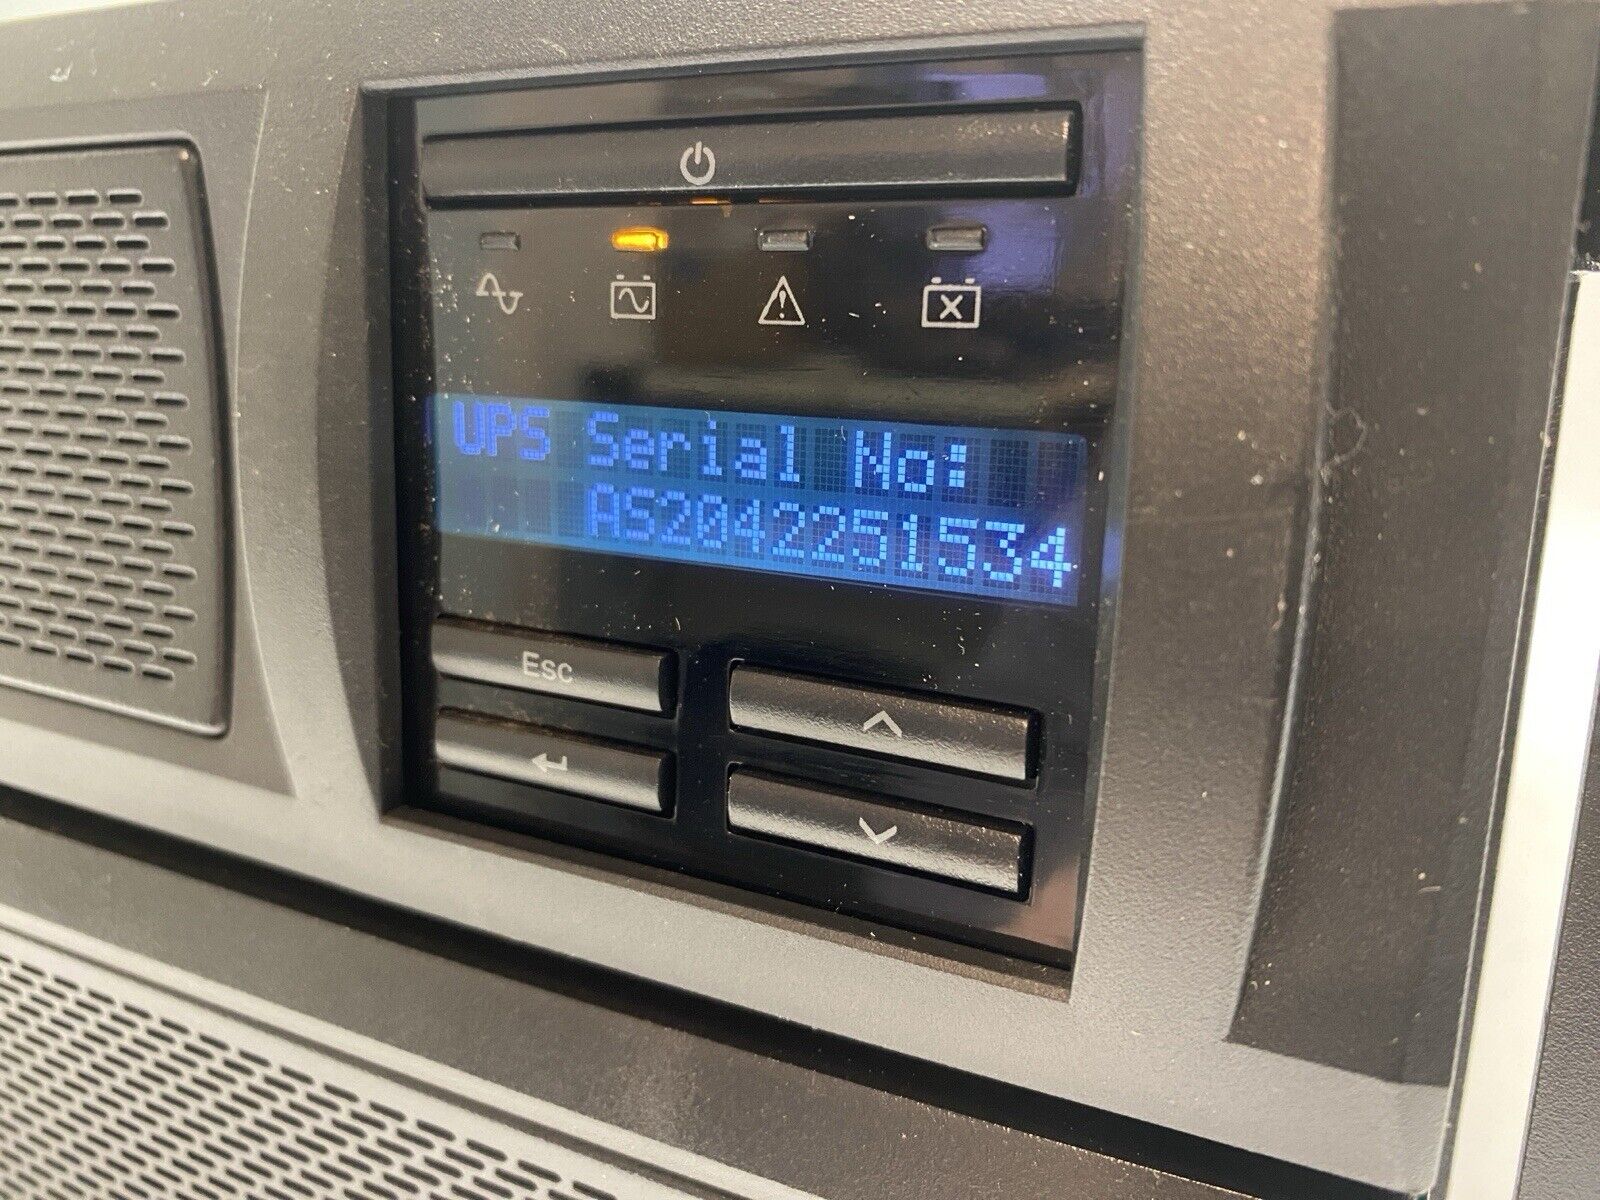 UPS Serial No:
AS2042251534
Esc